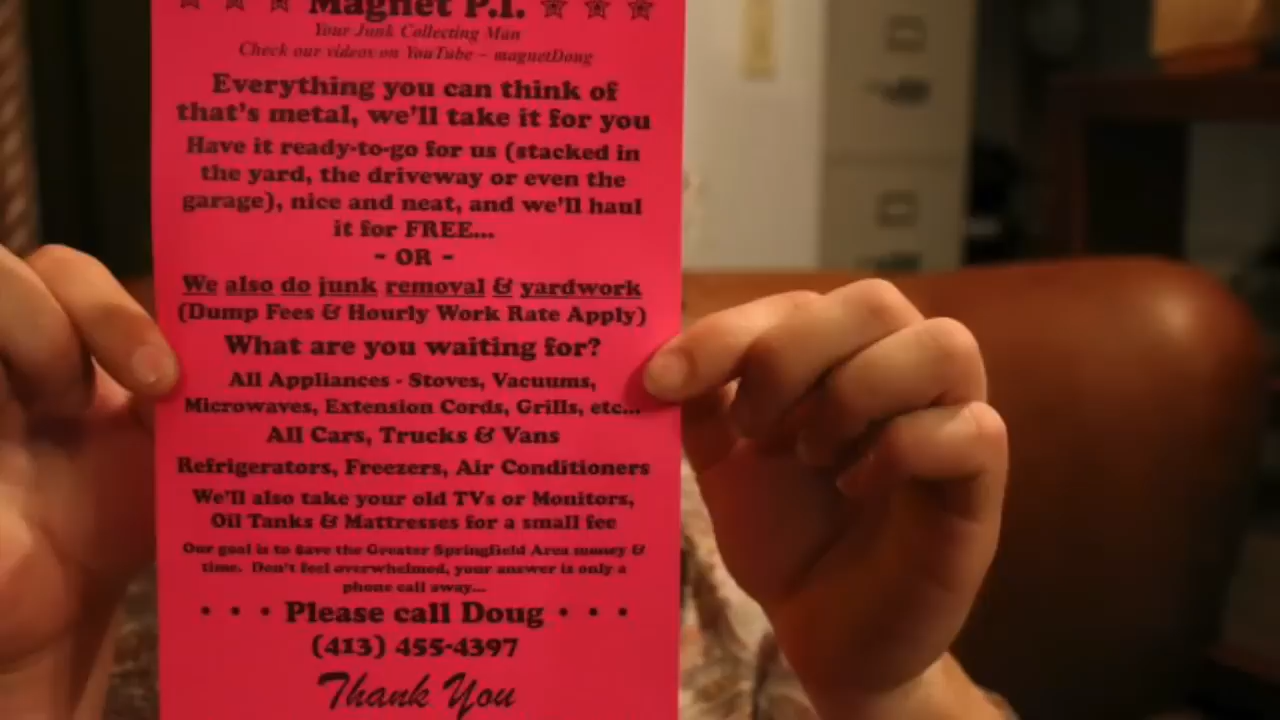 ☆ ☆ ☆ Magnet P.I. ☆ ☆ ☆
Your Junk Collecting Man
Check our videos on YouTube ~ magnetDoug
Everything you can think of
that's metal, we'll take it for you
Have it ready-to-go for us (stacked in
the yard, the driveway or even the
garage), nice and neat, and we'll haul
it for FREE...
~ OR ~
We also do junk removal & yardwork
(Dump Fees & Hourly Work Rate Apply)
What are you waiting for?
All Appliances - Stoves, Vacuums,
Microwaves, Extension Cords, Grills, etc...
All Cars, Trucks & Vans
Refrigerators, Freezers, Air Conditioners
We'll also take your old TVs or Monitors,
Oil Tanks & Mattresses for a small fee
Our goal is to save the Greater Springfield Area money &
time. Don't feel overwhelmed, your answer is only a
phone call away...
• • • Please call Doug • • •
(413) 455-4397
Thank You